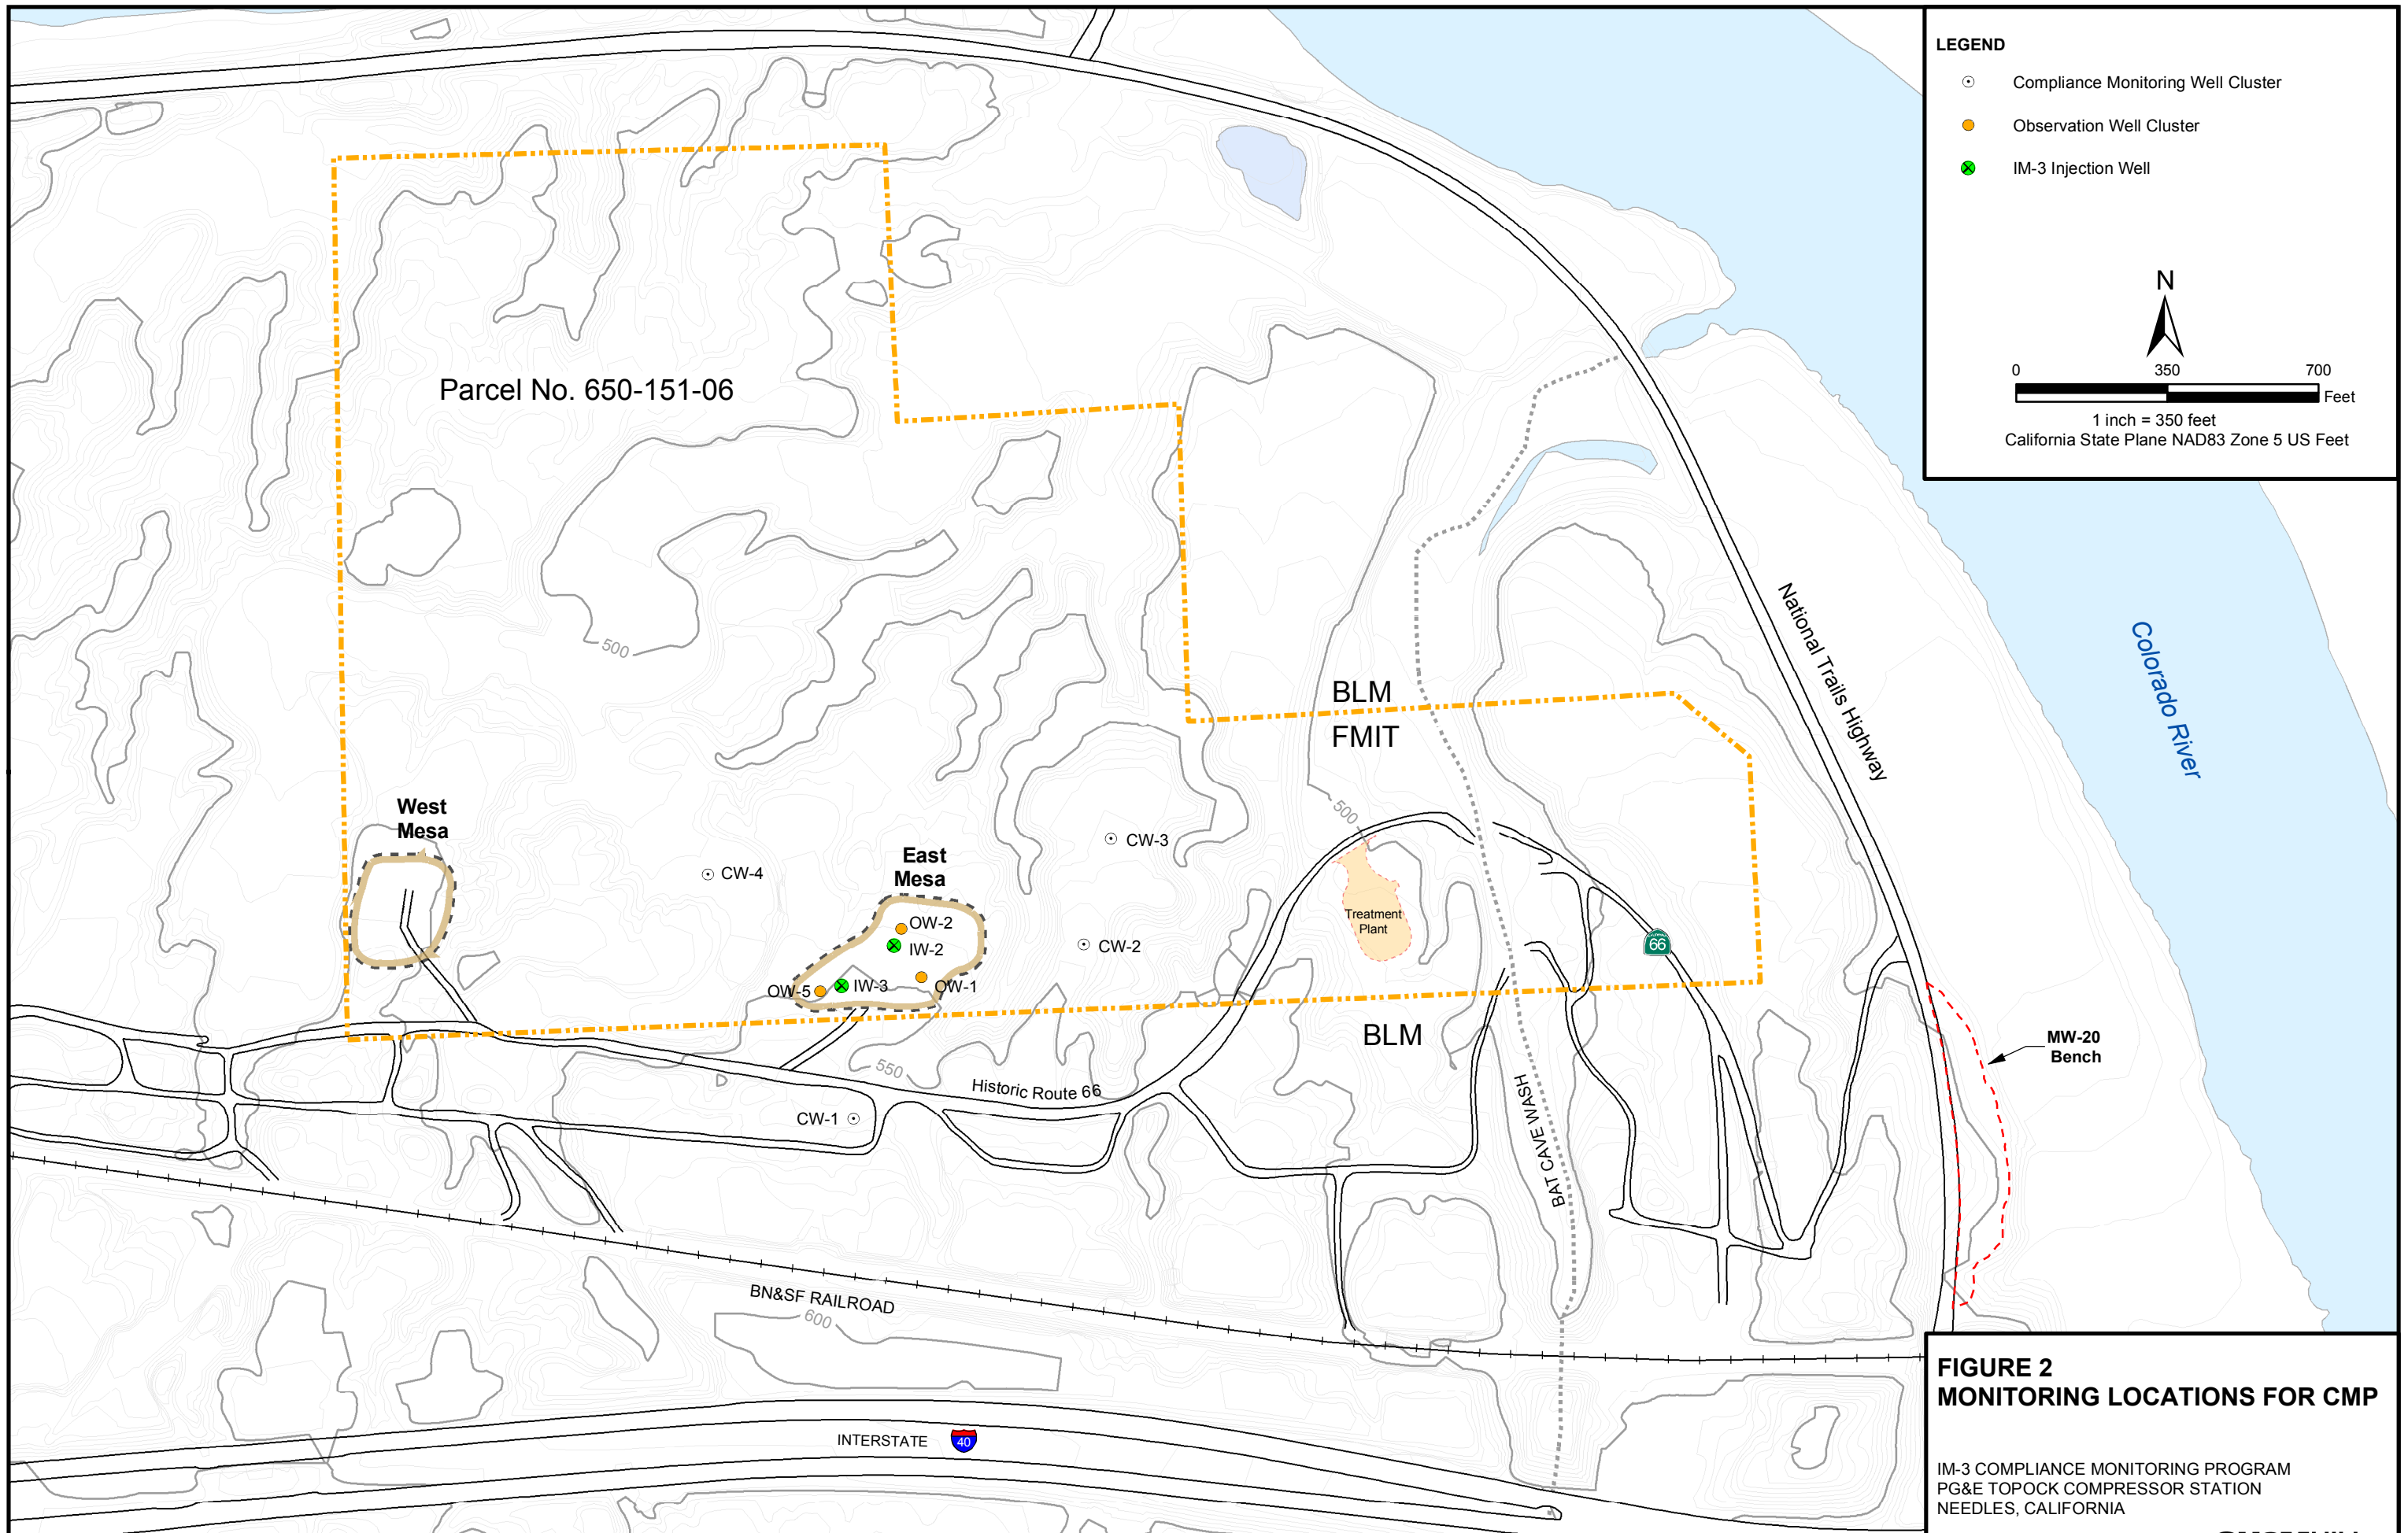 LEGEND
Compliance Monitoring Well Cluster
Observation Well Cluster
IM-3 Injection Well
N
0 350 700
Feet
1 inch = 350 feet
California State Plane NAD83 Zone 5 US Feet
Parcel No. 650-151-06
500
BLM
FMIT
National Trails Highway
Colorado River
West
Mesa
East
Mesa
CW-4
CW-3
500
OW-2
IW-2
CW-2
Treatment
Plant
66
OW-5
IW-3
OW-1
BLM
MW-20
Bench
550
Historic Route 66
CW-1
BAT CAVE WASH
BN&SF RAILROAD
600
INTERSTATE
40
FIGURE 2
MONITORING LOCATIONS FOR CMP
IM-3 COMPLIANCE MONITORING PROGRAM
PG&E TOPOCK COMPRESSOR STATION
NEEDLES, CALIFORNIA